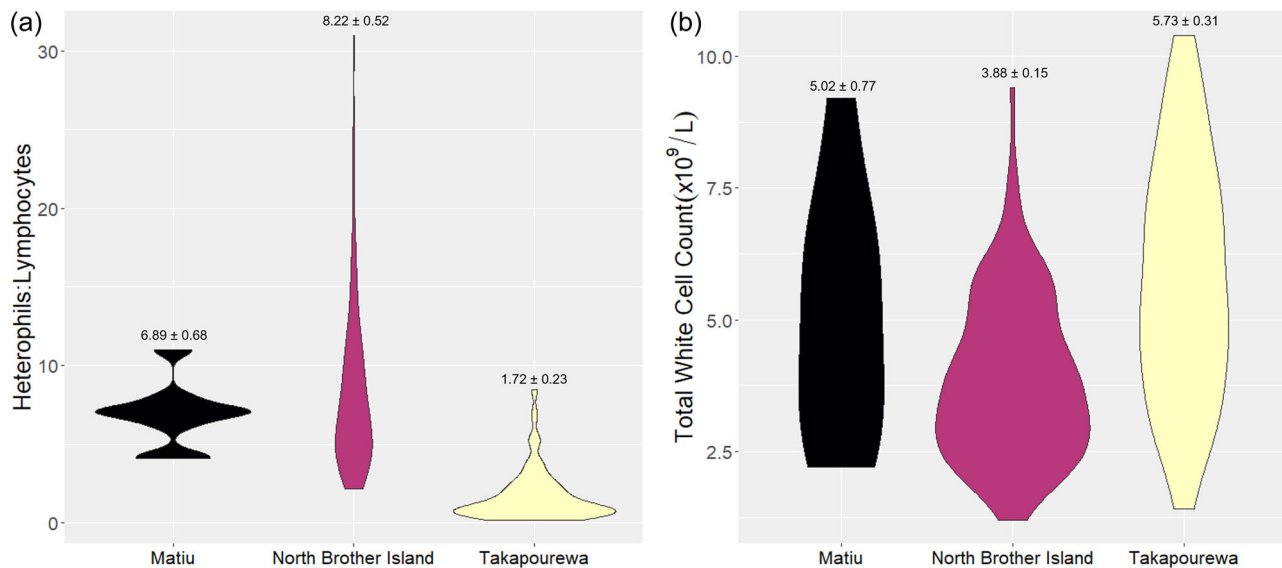 (a)
Heterophils:Lymphocytes
30
20
10
0
6.89 ± 0.68
8.22 ± 0.52
1.72 ± 0.23
Matiu
North Brother Island
Takapourewa
(b)
Total White Cell Count(x10⁹/L)
10.0
7.5
5.0
2.5
5.02 ± 0.77
3.88 ± 0.15
5.73 ± 0.31
Matiu
North Brother Island
Takapourewa